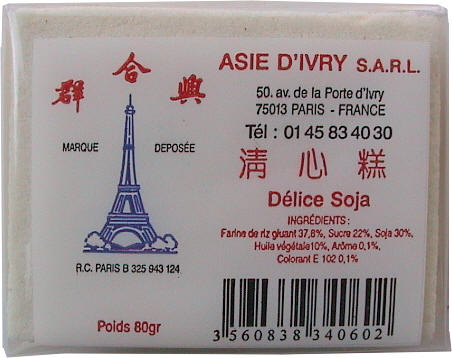 ASIE D'IVRY S.A.R.L.
50. av. de la Porte d'Ivry
75013 PARIS - FRANCE
Tél : 01 45 83 40 30
群合興
MARQUE DEPOSÉE
R.C. PARIS B 325 943 124
Poids 80gr
清心糕
Délice Soja
INGRÉDIENTS :
Farine de riz gluant 37,8%, Sucre 22%, Soja 30%,
Huile végétale10%, Arôme 0,1%,
Colorant E 102 0,1%
3 560838 340602